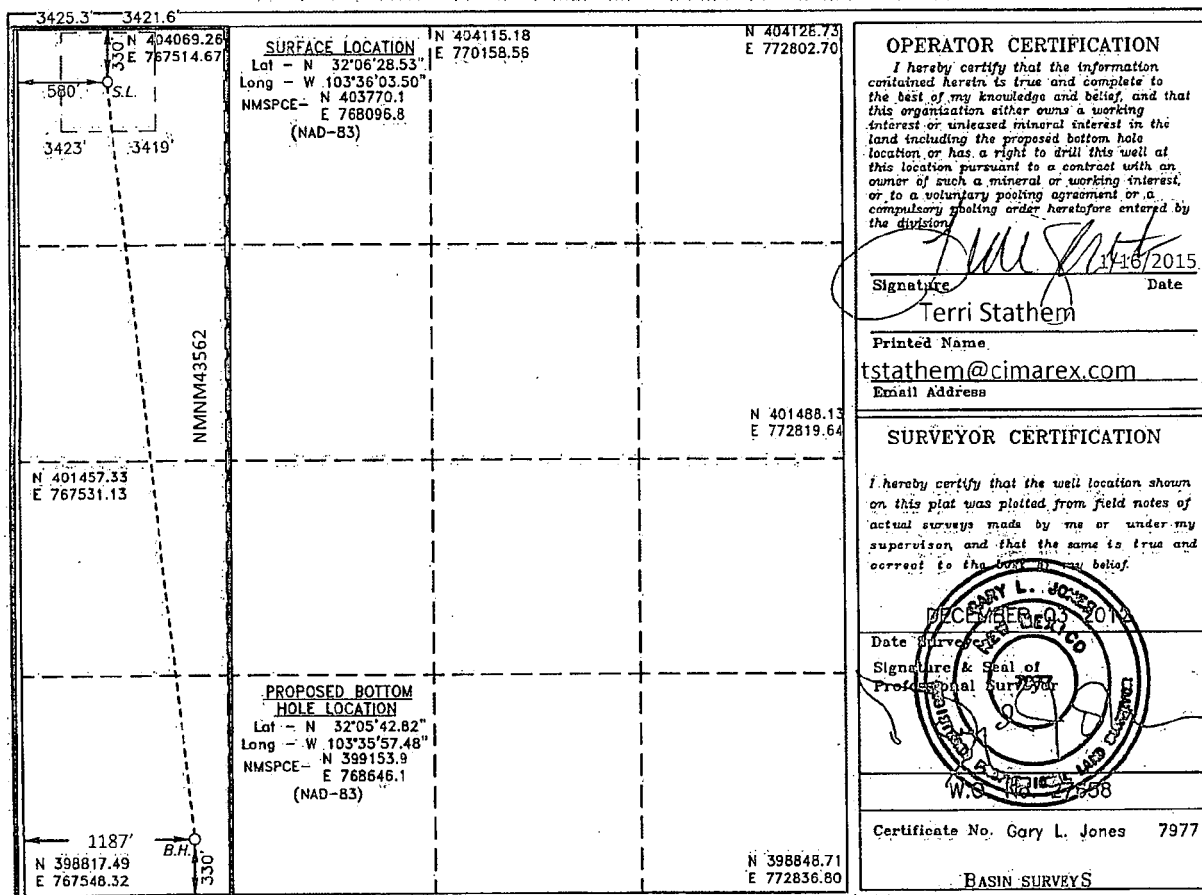 3425.3' 3421.6'
330'
N 404069.26
E 767514.67
580'
S.L.
3423' 3419'
SURFACE LOCATION
Lat - N 32°06'28.53"
Long - W 103°36'03.50"
NMSPCE- N 403770.1
E 768096.8
(NAD-83)
N 404115.18
E 770158.56
N 404126.73
E 772802.70
NMNM43562
N 401457.33
E 767531.13
N 401488.13
E 772819.64
PROPOSED BOTTOM
HOLE LOCATION
Lat - N 32°05'42.82"
Long - W 103°35'57.48"
NMSPCE- N 399153.9
E 768646.1
(NAD-83)
1187'
B.H.
330'
N 398817.49
E 767548.32
N 398848.71
E 772836.80
OPERATOR CERTIFICATION
I hereby certify that the information
contained herein is true and complete to
the best of my knowledge and belief, and that
this organization either owns a working
interest or unleased mineral interest in the
land including the proposed bottom hole
location or has a right to drill this well at
this location pursuant to a contract with an
owner of such a mineral or working interest,
or to a voluntary pooling agreement or a
compulsory pooling order heretofore entered by
the division
1/16/2015
Signature Date
Terri Stathem
Printed Name
tstathem@cimarex.com
Email Address
SURVEYOR CERTIFICATION
I hereby certify that the well location shown
on this plat was plotted from field notes of
actual surveys made by me or under my
supervison, and that the same is true and
correct to the best of my belief.
GARY L. JONES
DECEMBER 03 2012
NEW MEXICO
Date Surveyed
Signature & Seal of
Professional Surveyor
7977
W.O. No.
Certificate No. Gary L. Jones 7977
BASIN SURVEYS